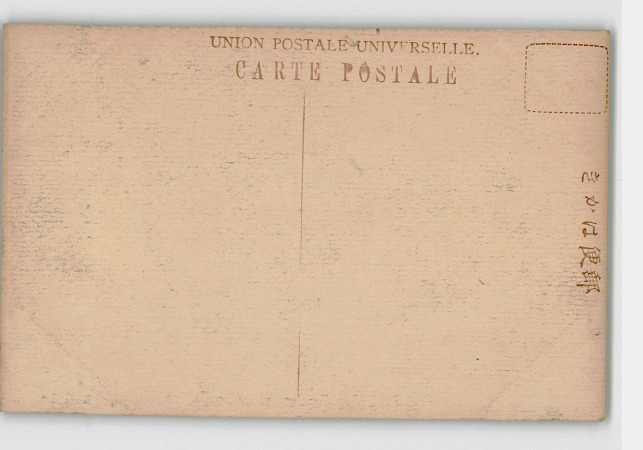 UNION POSTALE UNIVERSELLE.
CARTE POSTALE
郵便はかき